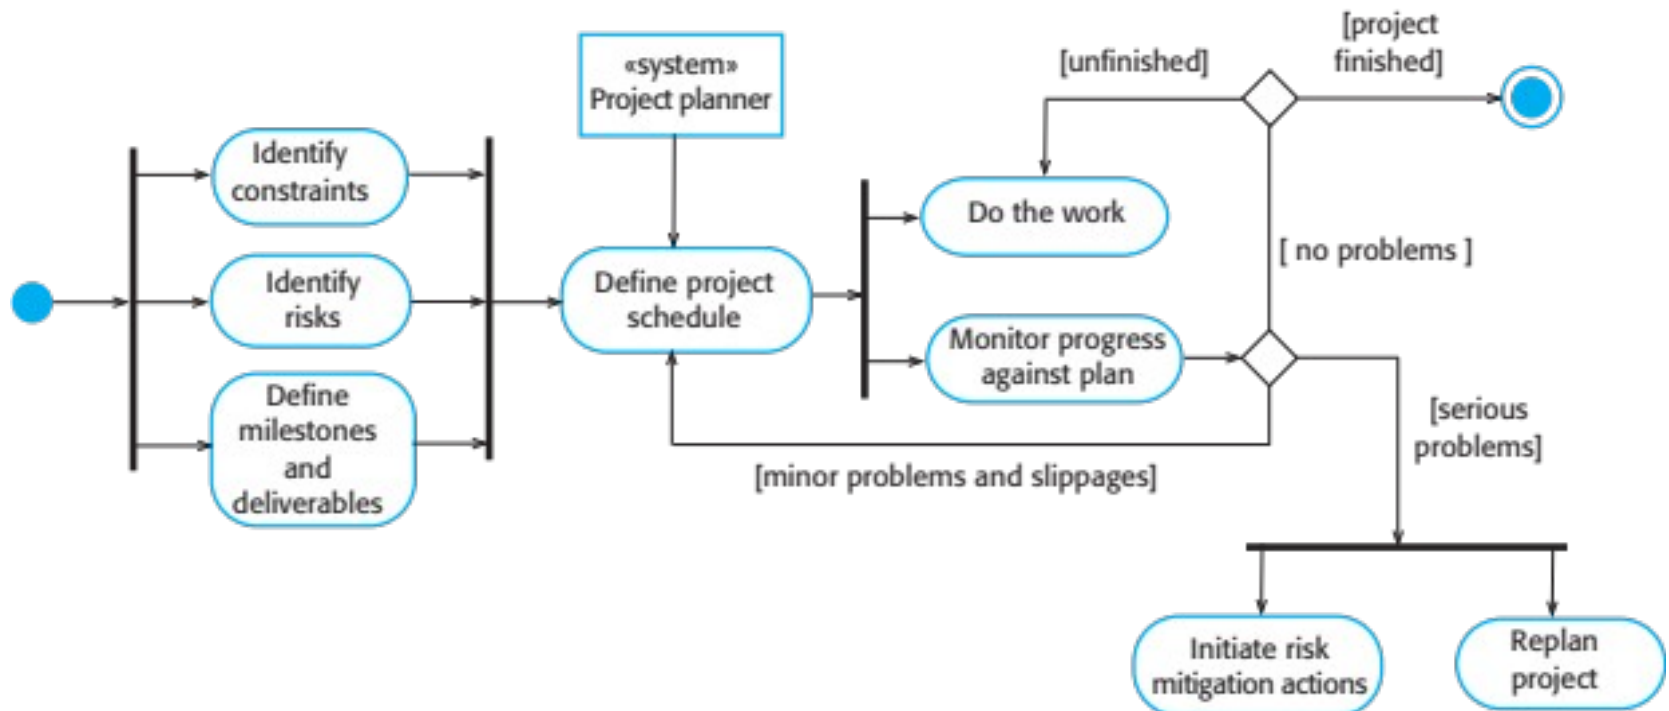 «system»
Project planner
Identify
constraints
Identify
risks
Define
milestones
and
deliverables
Define project
schedule
[unfinished]
[project
finished]
Do the work
[ no problems ]
Monitor progress
against plan
[minor problems and slippages]
[serious
problems]
Initiate risk
mitigation actions
Replan
project